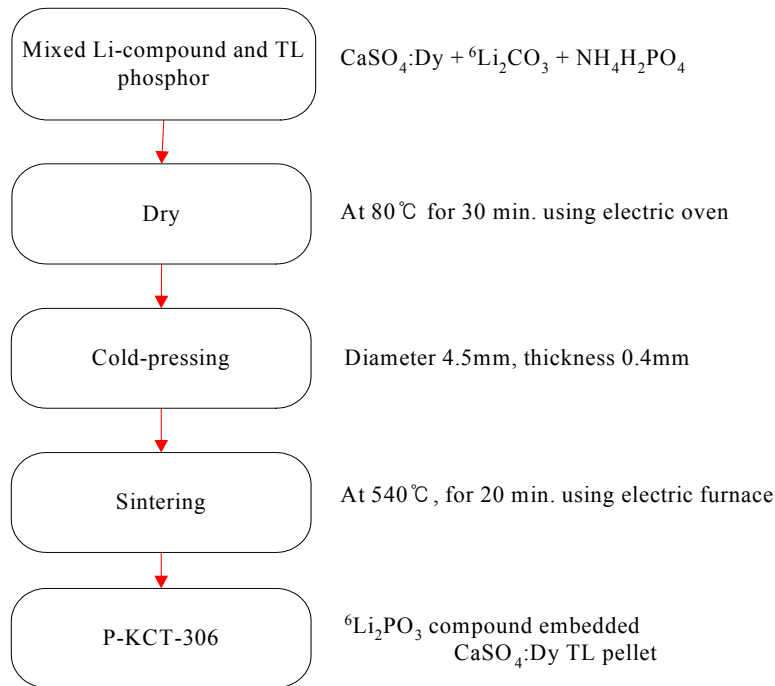 Mixed Li-compound and TL
phosphor
CaSO₄:Dy + ⁶Li₂CO₃ + NH₄H₂PO₄
Dry
At 80℃ for 30 min. using electric oven
Cold-pressing
Diameter 4.5mm, thickness 0.4mm
Sintering
At 540℃, for 20 min. using electric furnace
P-KCT-306
⁶Li₂PO₃ compound embedded
CaSO₄:Dy TL pellet